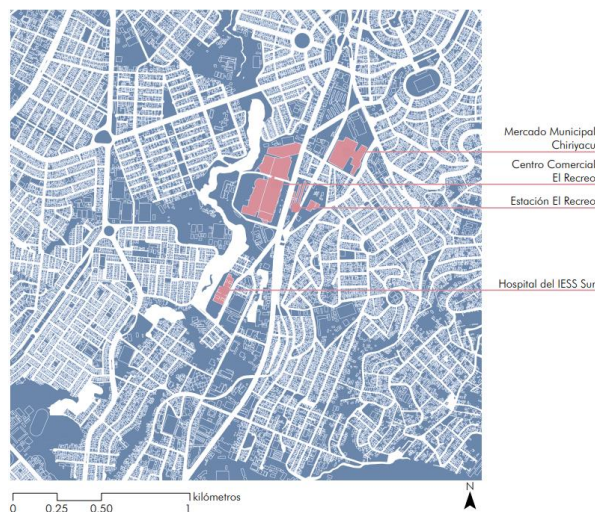 Mercado Municipal
Chiriyacu
Centro Comercial
El Recreo
Estación El Recreo
Hospital del IESS Sur
N
kilómetros
0 0.25 0.50 1